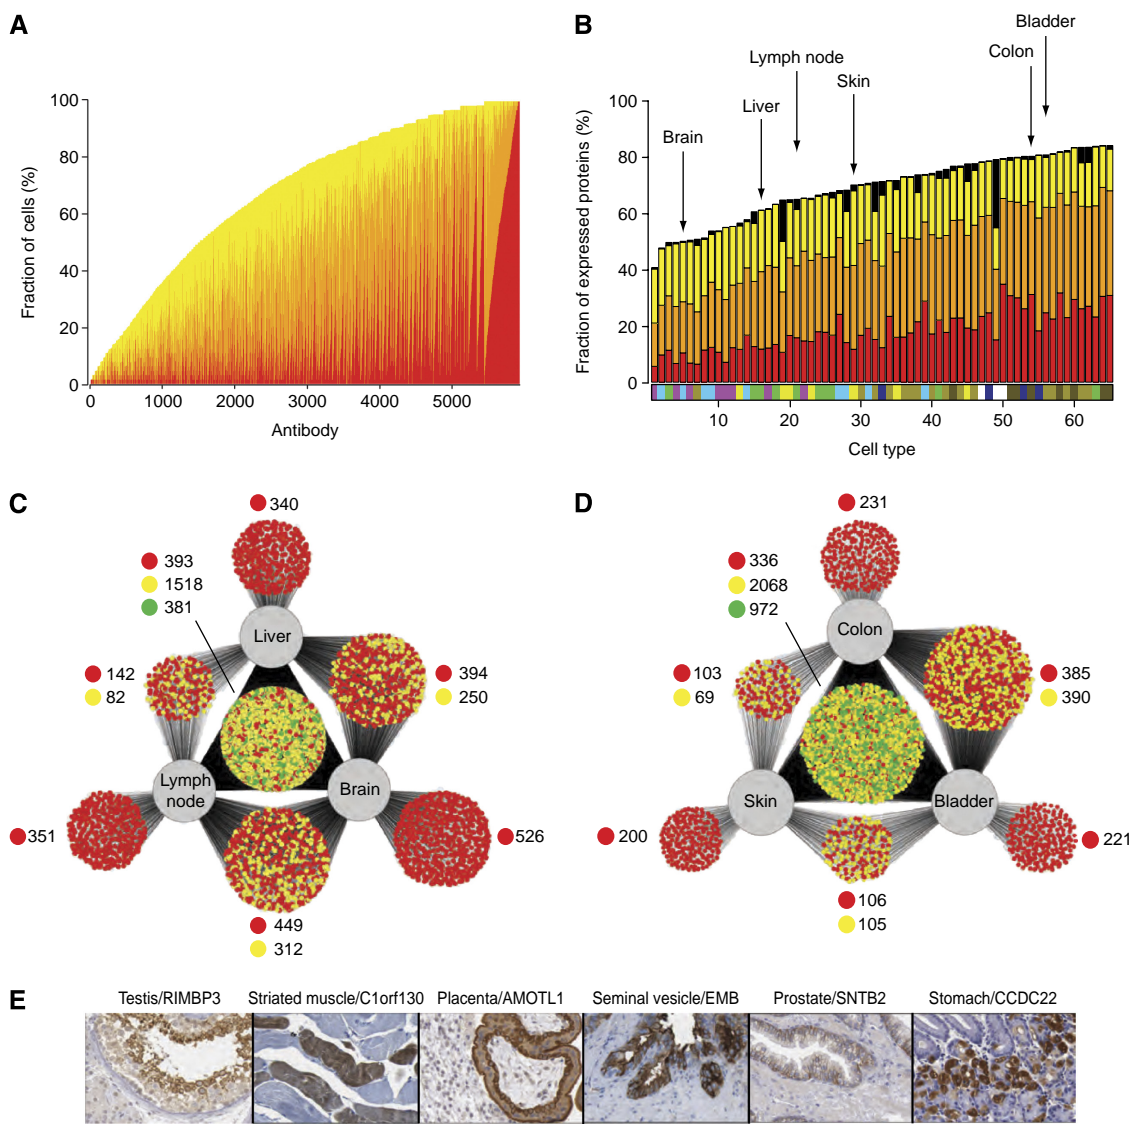 A
B
Bladder
Colon
Lymph node
Skin
Liver
Brain
Fraction of cells (%)
100
80
60
40
20
0
0 1000 2000 3000 4000 5000
Antibody
Fraction of expressed proteins (%)
100
80
60
40
20
0
10 20 30 40 50 60
Cell type
C
340
393
1518
381
Liver
142
82
394
250
Lymph
node
Brain
351
526
449
312
D
231
336
2068
972
Colon
103
69
385
390
Skin
Bladder
200
221
106
105
E
Testis/RIMBP3 Striated muscle/C1orf130 Placenta/AMOTL1 Seminal vesicle/EMB Prostate/SNTB2 Stomach/CCDC22